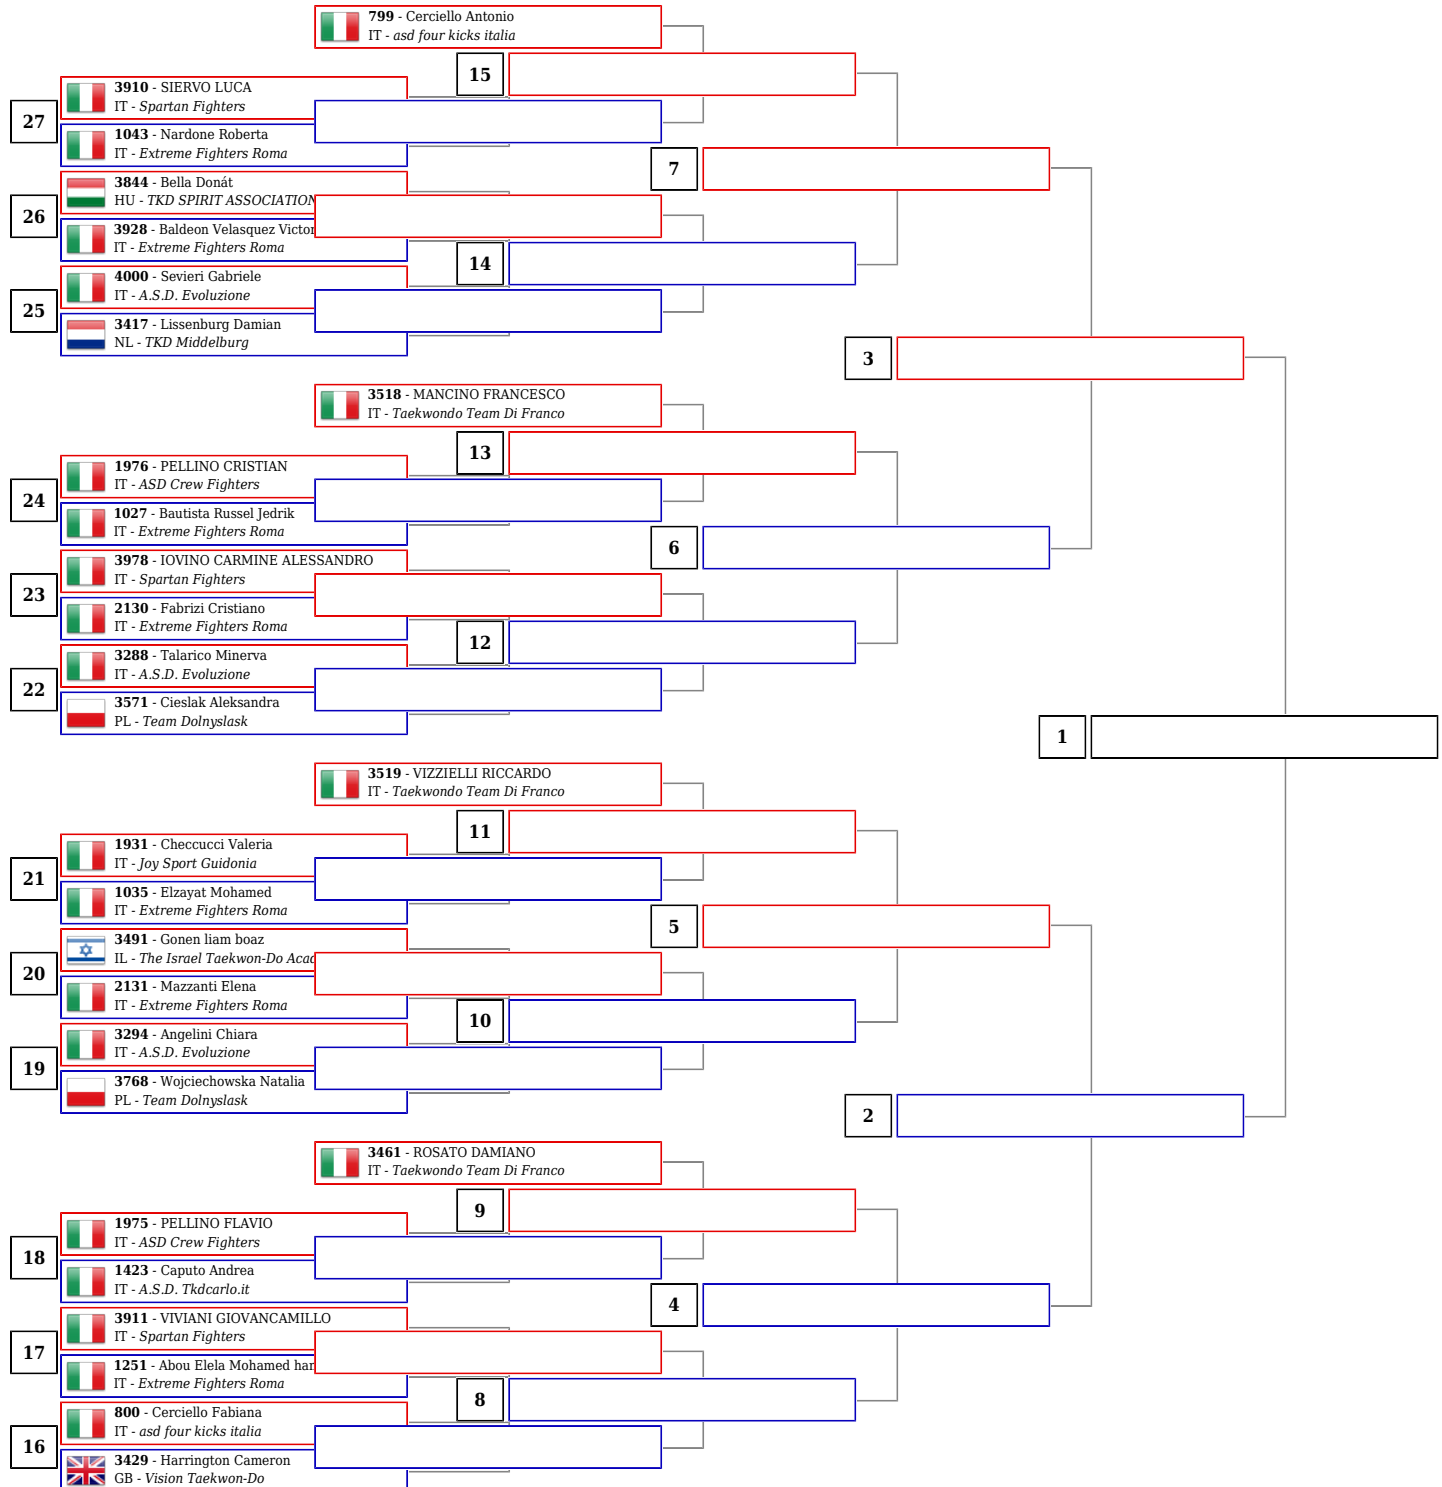 799 - Cerciello Antonio
IT - asd four kicks italia
15
3910 - SIERVO LUCA
IT - Spartan Fighters
27
1043 - Nardone Roberta
IT - Extreme Fighters Roma
7
3844 - Bella Donát
HU - TKD SPIRIT ASSOCIATION
26
3928 - Baldeon Velasquez Victor
IT - Extreme Fighters Roma
14
4000 - Sevieri Gabriele
IT - A.S.D. Evoluzione
25
3417 - Lissenburg Damian
NL - TKD Middelburg
3
3518 - MANCINO FRANCESCO
IT - Taekwondo Team Di Franco
13
1976 - PELLINO CRISTIAN
IT - ASD Crew Fighters
24
1027 - Bautista Russel Jedrik
IT - Extreme Fighters Roma
6
3978 - IOVINO CARMINE ALESSANDRO
IT - Spartan Fighters
23
2130 - Fabrizi Cristiano
IT - Extreme Fighters Roma
12
3288 - Talarico Minerva
IT - A.S.D. Evoluzione
22
3571 - Cieslak Aleksandra
PL - Team Dolnyslask
1
3519 - VIZZIELLI RICCARDO
IT - Taekwondo Team Di Franco
11
1931 - Checcucci Valeria
IT - Joy Sport Guidonia
21
1035 - Elzayat Mohamed
IT - Extreme Fighters Roma
5
3491 - Gonen liam boaz
IL - The Israel Taekwon-Do Acad
20
2131 - Mazzanti Elena
IT - Extreme Fighters Roma
10
3294 - Angelini Chiara
IT - A.S.D. Evoluzione
19
3768 - Wojciechowska Natalia
PL - Team Dolnyslask
2
3461 - ROSATO DAMIANO
IT - Taekwondo Team Di Franco
9
1975 - PELLINO FLAVIO
IT - ASD Crew Fighters
18
1423 - Caputo Andrea
IT - A.S.D. Tkdcarlo.it
4
3911 - VIVIANI GIOVANCAMILLO
IT - Spartan Fighters
17
1251 - Abou Elela Mohamed ham
IT - Extreme Fighters Roma
8
800 - Cerciello Fabiana
IT - asd four kicks italia
16
3429 - Harrington Cameron
GB - Vision Taekwon-Do